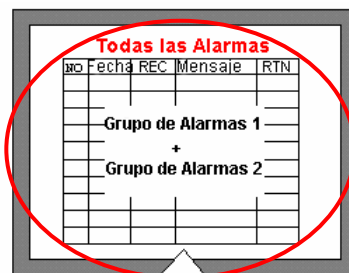 Todas las Alarmas
NO Fecha REC Mensaje RTN
Grupo de Alarmas 1
+
Grupo de Alarmas 2